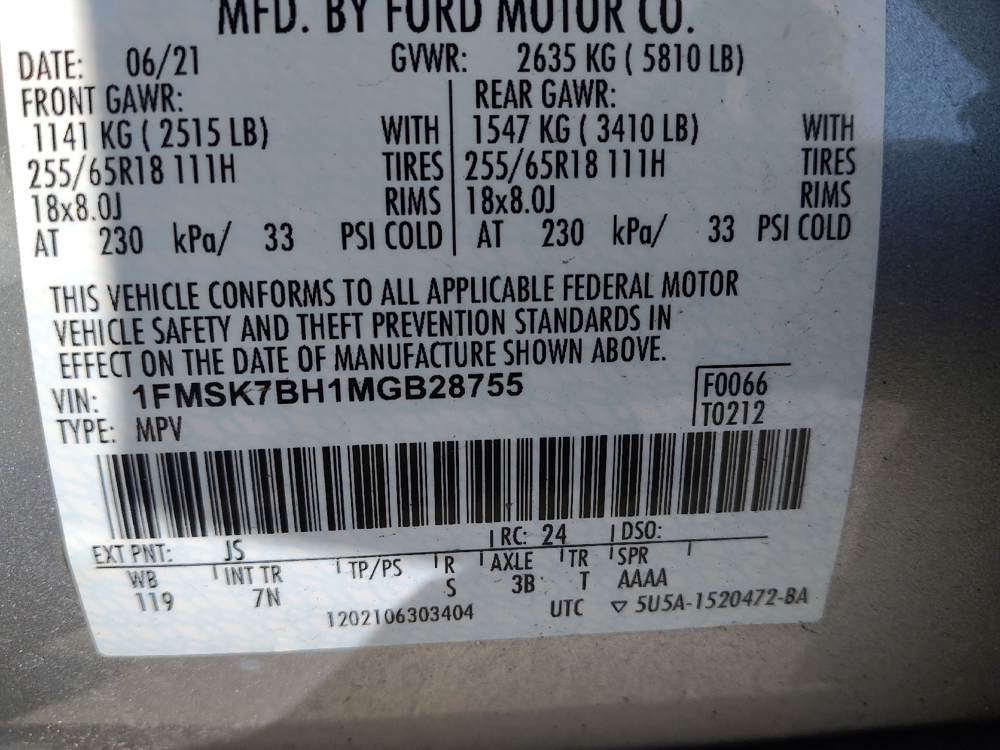 MFD. BY FORD MOTOR CO.
DATE: 06/21 GVWR: 2635 KG ( 5810 LB)
FRONT GAWR: REAR GAWR:
1141 KG ( 2515 LB) WITH 1547 KG ( 3410 LB) WITH
255/65R18 111H TIRES 255/65R18 111H TIRES
18x8.0J RIMS 18x8.0J RIMS
AT 230 kPa/ 33 PSI COLD AT 230 kPa/ 33 PSI COLD
THIS VEHICLE CONFORMS TO ALL APPLICABLE FEDERAL MOTOR
VEHICLE SAFETY AND THEFT PREVENTION STANDARDS IN
EFFECT ON THE DATE OF MANUFACTURE SHOWN ABOVE.
VIN: 1FMSK7BH1MGB28755 F0066
TYPE: MPV T0212
EXT PNT: JS RC: 24 DSO:
WB INT TR TP/PS R AXLE TR SPR
119 7N S 3B T AAAA
1202106303404 UTC ▽ 5U5A-1520472-BA